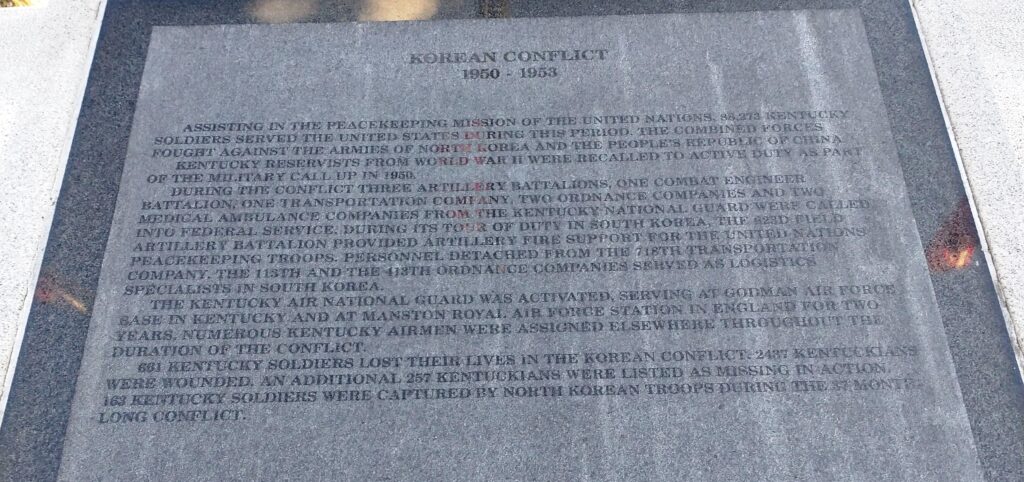 KOREAN CONFLICT
1950 - 1953
ASSISTING IN THE PEACEKEEPING MISSION OF THE UNITED NATIONS, KENTUCKY
SOLDIERS SERVED THE UNITED STATES DURING THIS PERIOD. THE COMBINED FORCES
FOUGHT AGAINST THE ARMIES OF NORTH KOREA AND THE PEOPLE'S REPUBLIC OF CHINA.
KENTUCKY RESERVISTS FROM WORLD WAR II WERE RECALLED TO ACTIVE DUTY AS PART
OF THE MILITARY CALL UP IN 1950.
DURING THE CONFLICT THREE ARTILLERY BATTALIONS, ONE COMBAT ENGINEER
BATTALION, ONE TRANSPORTATION COMPANY, TWO ORDNANCE COMPANIES AND TWO
MEDICAL AMBULANCE COMPANIES FROM THE KENTUCKY NATIONAL GUARD WERE CALLED
INTO FEDERAL SERVICE. DURING ITS TOUR OF DUTY IN SOUTH KOREA, THE 623RD FIELD
ARTILLERY BATTALION PROVIDED ARTILLERY FIRE SUPPORT FOR THE UNITED NATIONS
PEACEKEEPING TROOPS. PERSONNEL DETACHED FROM THE 718TH TRANSPORTATION
COMPANY, THE 113TH AND THE 413TH ORDNANCE COMPANIES SERVED AS LOGISTICS
SPECIALISTS IN SOUTH KOREA.
THE KENTUCKY AIR NATIONAL GUARD WAS ACTIVATED, SERVING AT GODMAN AIR FORCE
BASE IN KENTUCKY AND AT MANSTON ROYAL AIR FORCE STATION IN ENGLAND FOR TWO
YEARS. NUMEROUS KENTUCKY AIRMEN WERE ASSIGNED ELSEWHERE THROUGHOUT THE
DURATION OF THE CONFLICT.
661 KENTUCKY SOLDIERS LOST THEIR LIVES IN THE KOREAN CONFLICT. 2437 KENTUCKIANS
WERE WOUNDED. AN ADDITIONAL 257 KENTUCKIANS WERE LISTED AS MISSING IN ACTION.
163 KENTUCKY SOLDIERS WERE CAPTURED BY NORTH KOREAN TROOPS DURING THE 37 MONTH
LONG CONFLICT.